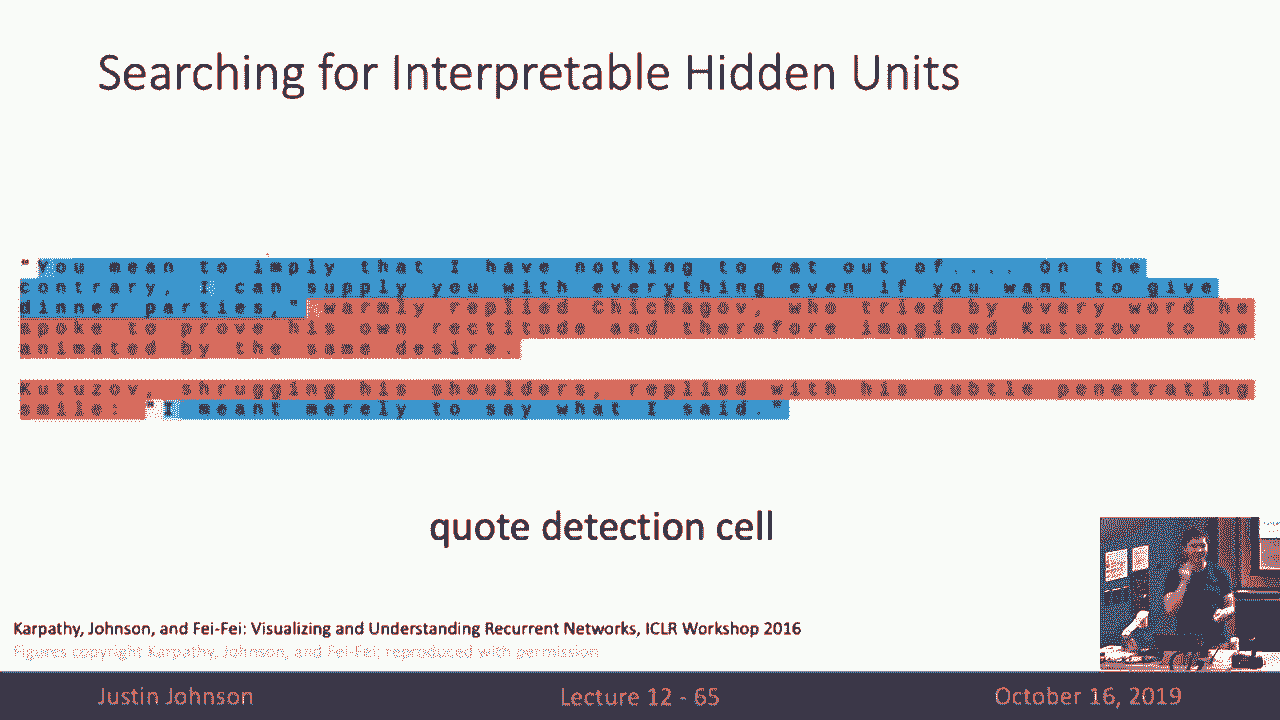 Searching for Interpretable Hidden Units
"You mean to imply that I have nothing to eat out of.... On the
contrary, I can supply you with everything even if you want to give
dinner parties," warmly replied Chichagov, who tried by every word he
spoke to prove his own rectitude and therefore imagined Kutuzov to be
animated by the same desire.
Kutuzov, shrugging his shoulders, replied with his subtle penetrating
smile: "I meant merely to say what I said."
quote detection cell
Karpathy, Johnson, and Fei-Fei: Visualizing and Understanding Recurrent Networks, ICLR Workshop 2016
Figures copyright Karpathy, Johnson, and Fei-Fei; reproduced with permission
Justin Johnson
Lecture 12 - 65
October 16, 2019